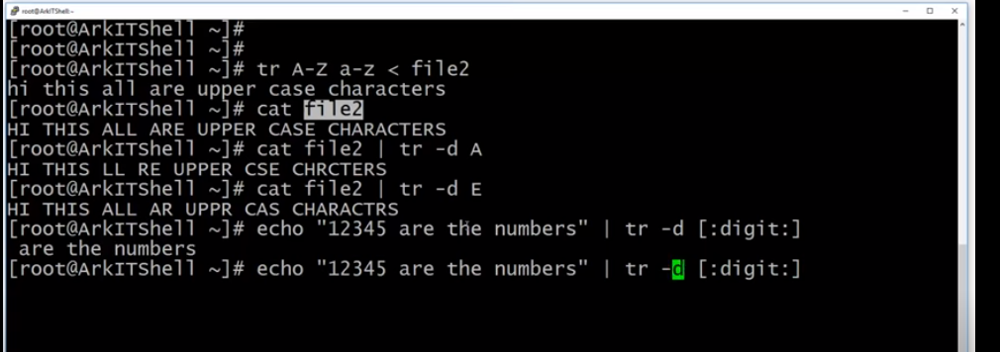 root@ArkITShell:~
[root@ArkITShell ~]#
[root@ArkITShell ~]#
[root@ArkITShell ~]# tr A-Z a-z < file2
hi this all are upper case characters
[root@ArkITShell ~]# cat file2
HI THIS ALL ARE UPPER CASE CHARACTERS
[root@ArkITShell ~]# cat file2 | tr -d A
HI THIS LL RE UPPER CSE CHRCTERS
[root@ArkITShell ~]# cat file2 | tr -d E
HI THIS ALL AR UPPR CAS CHARACTRS
[root@ArkITShell ~]# echo "12345 are the numbers" | tr -d [:digit:]
 are the numbers
[root@ArkITShell ~]# echo "12345 are the numbers" | tr -d [:digit:]